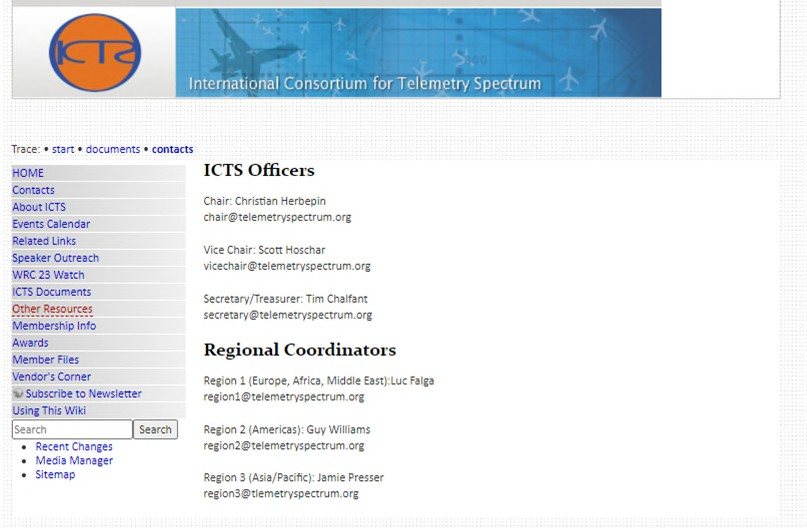 ICTS
International Consortium for Telemetry Spectrum
Trace: • start • documents • contacts
HOME
Contacts
About ICTS
Events Calendar
Related Links
Speaker Outreach
WRC 23 Watch
ICTS Documents
Other Resources
Membership Info
Awards
Member Files
Vendor's Corner
Subscribe to Newsletter
Using This Wiki
Search Search
• Recent Changes
• Media Manager
• Sitemap
ICTS Officers
Chair: Christian Herbepin
chair@telemetryspectrum.org
Vice Chair: Scott Hoschar
vicechair@telemetryspectrum.org
Secretary/Treasurer: Tim Chalfant
secretary@telemetryspectrum.org
Regional Coordinators
Region 1 (Europe, Africa, Middle East):Luc Falga
region1@telemetryspectrum.org
Region 2 (Americas): Guy Williams
region2@telemetryspectrum.org
Region 3 (Asia/Pacific): Jamie Presser
region3@tlemetryspectrum.org